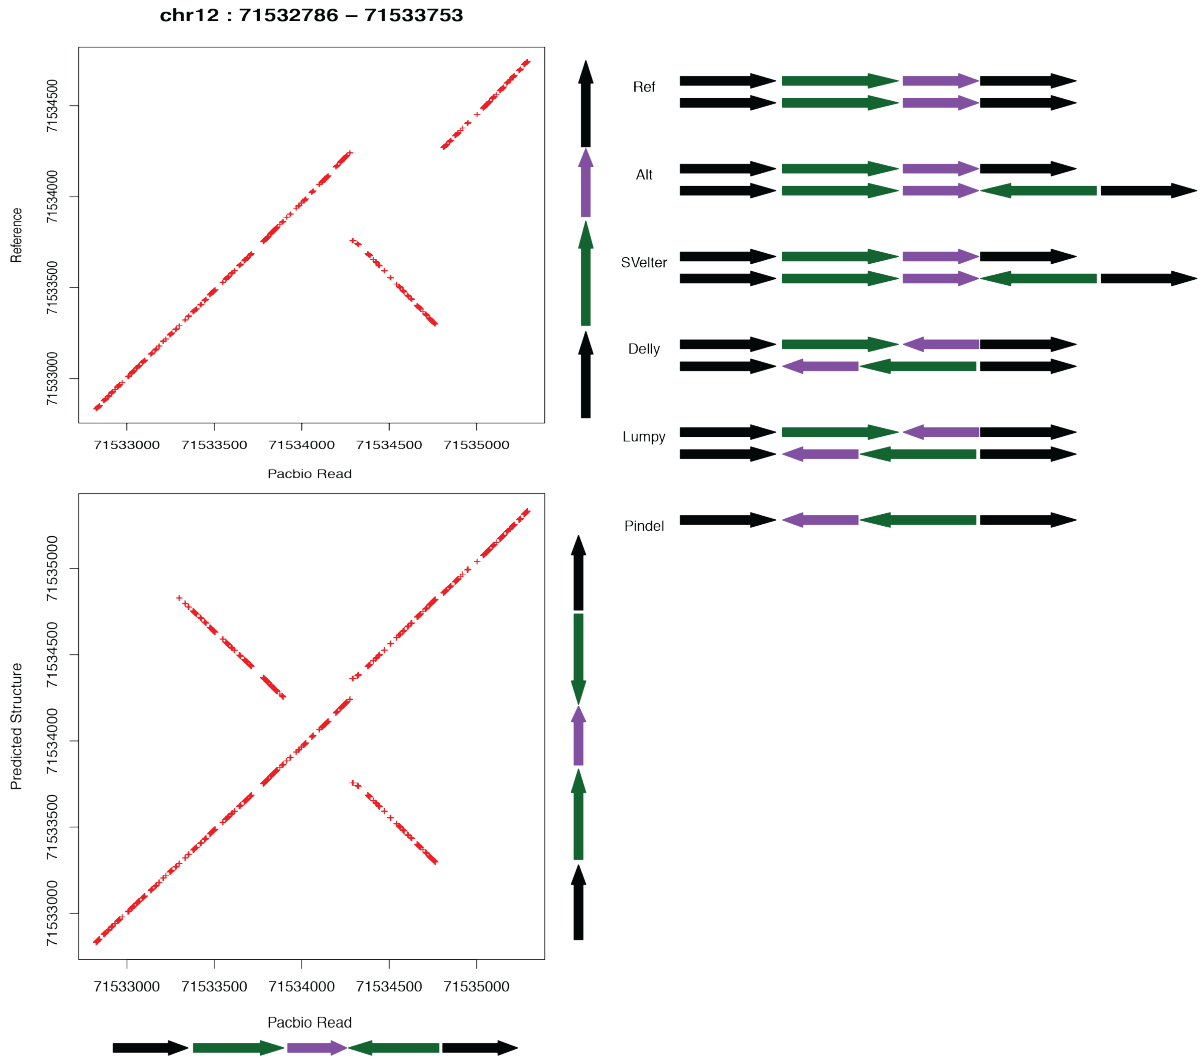 chr12 : 71532786 – 71533753
Reference
71534500
71534000
71533500
71533000
71533000 71533500 71534000 71534500 71535000
Pacbio Read
Predicted Structure
71535000
71534500
71534000
71533500
71533000
71533000 71533500 71534000 71534500 71535000
Pacbio Read
Ref
Alt
SVelter
Delly
Lumpy
Pindel